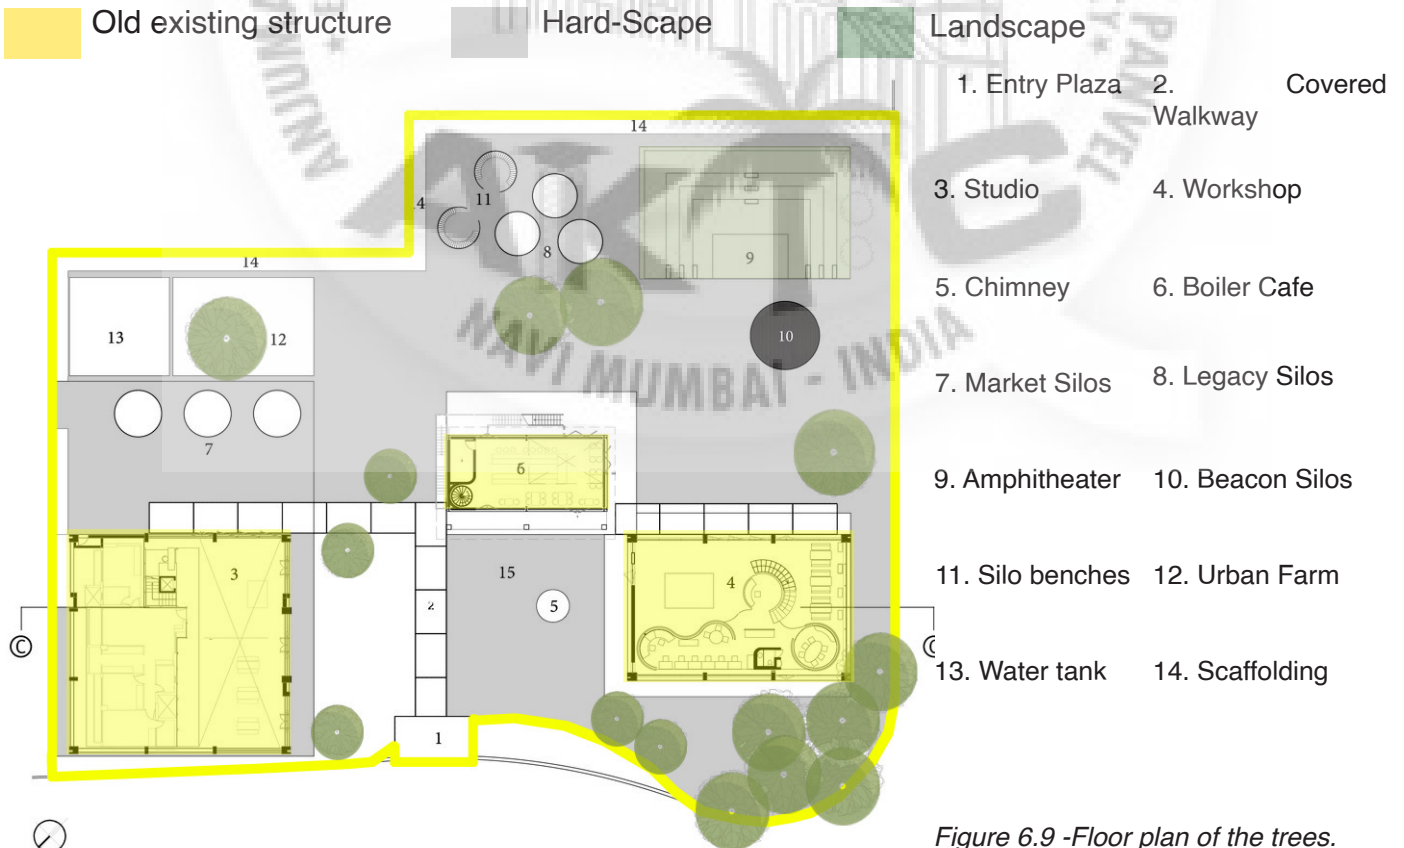 Old existing structure
Hard-Scape
Landscape
1. Entry Plaza 2. Covered
Walkway
3. Studio 4. Workshop
5. Chimney 6. Boiler Cafe
7. Market Silos 8. Legacy Silos
9. Amphitheater 10. Beacon Silos
11. Silo benches 12. Urban Farm
13. Water tank 14. Scaffolding
Figure 6.9 -Floor plan of the trees.
14
11
4
8
9
14
13
12
10
7
6
3
15
4
2
5
©
1
AKTC
NAVI MUMBAI - INDIA
ANJUM
PANVEL